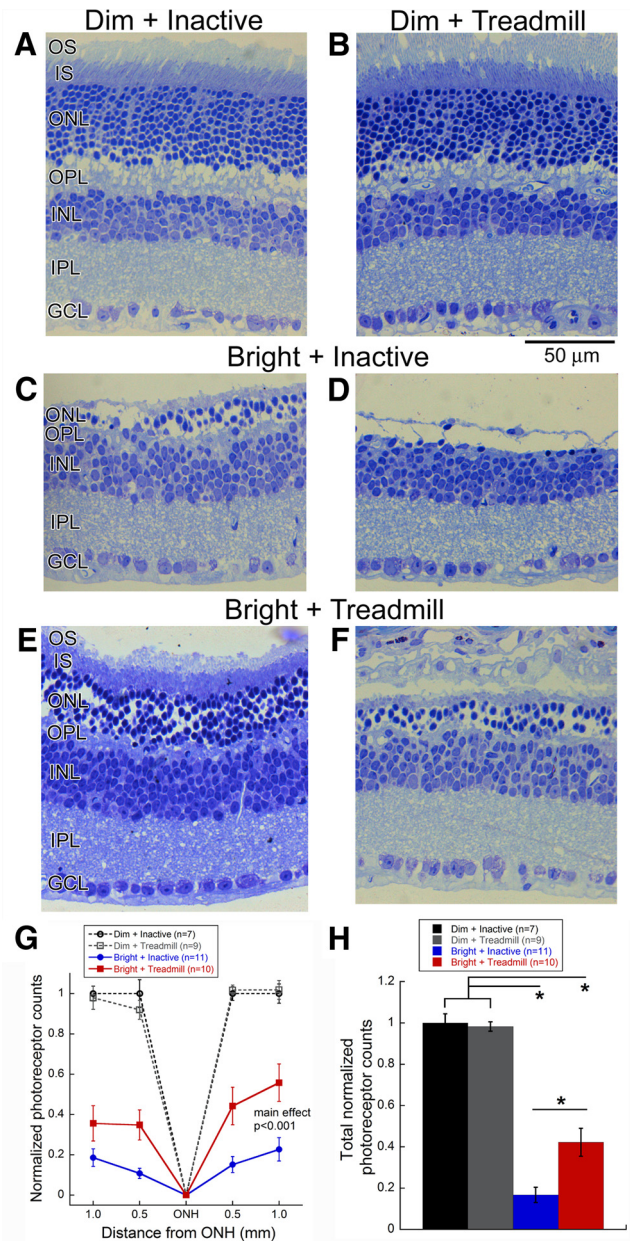 Dim + Inactive
Dim + Treadmill
A
B
OS
IS
ONL
OPL
INL
IPL
GCL
50 μm
Bright + Inactive
C
D
ONL
OPL
INL
IPL
GCL
Bright + Treadmill
E
F
OS
IS
ONL
OPL
INL
IPL
GCL
G
Dim + Inactive (n=7)
Dim + Treadmill (n=9)
Bright + Inactive (n=11)
Bright + Treadmill (n=10)
Normalized photoreceptor counts
1
0.8
0.6
0.4
0.2
0
main effect
p<0.001
1.0 0.5 ONH 0.5 1.0
Distance from ONH (mm)
H
Dim + Inactive (n=7)
Dim + Treadmill (n=9)
Bright + Inactive (n=11)
Bright + Treadmill (n=10)
Total normalized
photoreceptor counts
1.2
1
0.8
0.6
0.4
0.2
0
* *
*